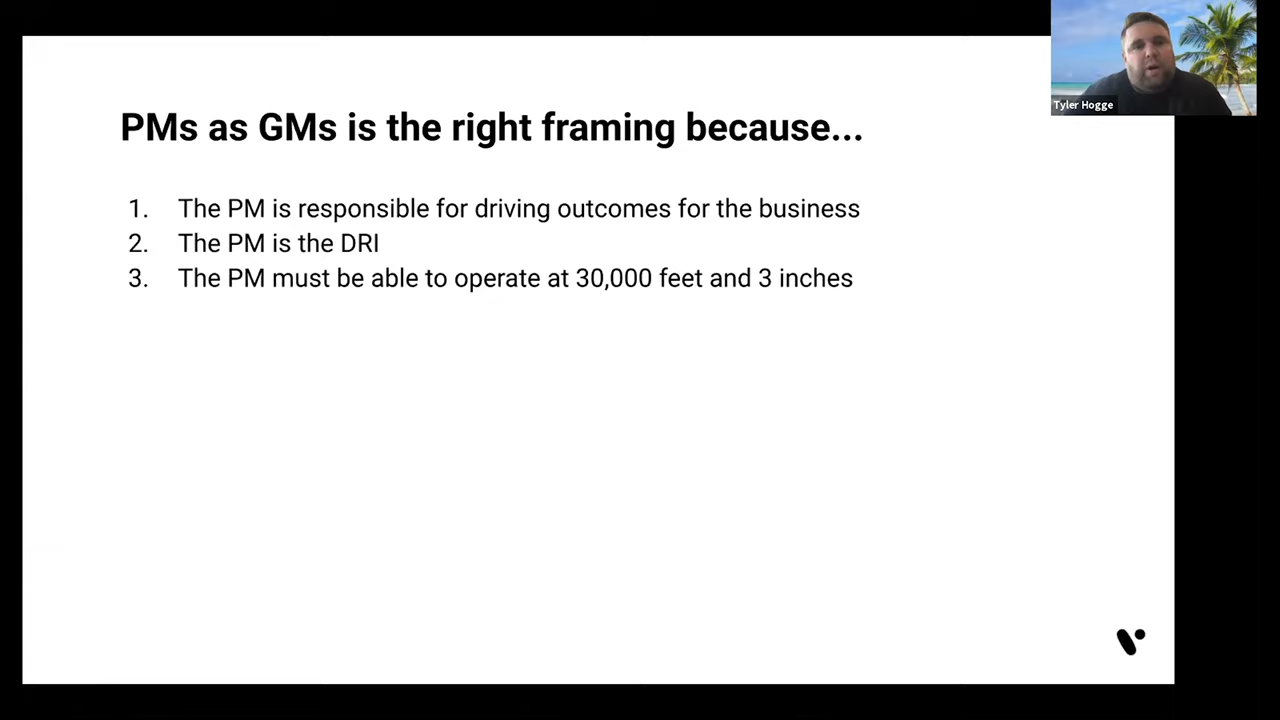 Tyler Hogge
PMs as GMs is the right framing because...
1. The PM is responsible for driving outcomes for the business
2. The PM is the DRI
3. The PM must be able to operate at 30,000 feet and 3 inches